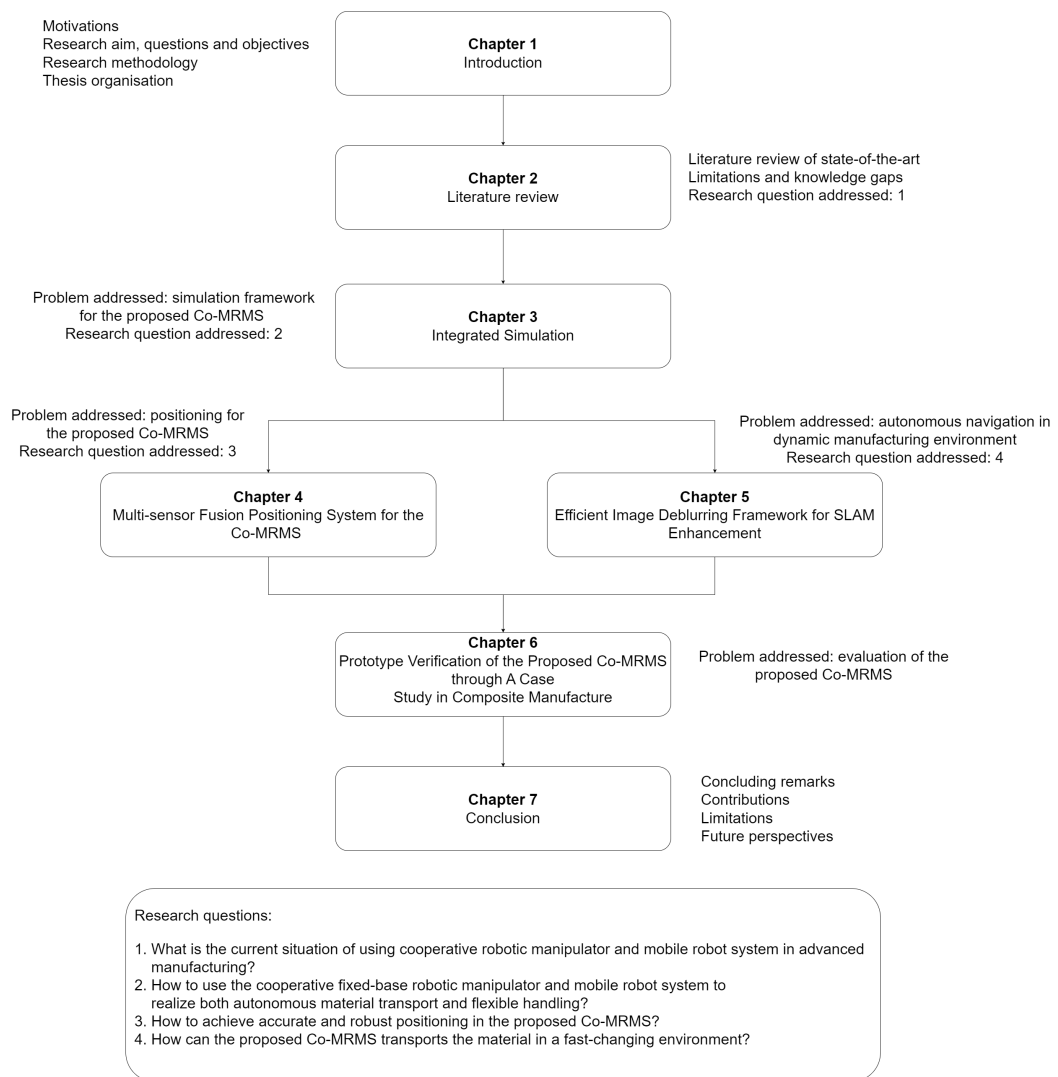 Motivations
Research aim, questions and objectives
Research methodology
Thesis organisation
Chapter 1
Introduction
Chapter 2
Literature review
Literature review of state-of-the-art
Limitations and knowledge gaps
Research question addressed: 1
Problem addressed: simulation framework
for the proposed Co-MRMS
Research question addressed: 2
Chapter 3
Integrated Simulation
Problem addressed: positioning for
the proposed Co-MRMS
Research question addressed: 3
Problem addressed: autonomous navigation in
dynamic manufacturing environment
Research question addressed: 4
Chapter 4
Multi-sensor Fusion Positioning System for the
Co-MRMS
Chapter 5
Efficient Image Deblurring Framework for SLAM
Enhancement
Chapter 6
Prototype Verification of the Proposed Co-MRMS
through A Case
Study in Composite Manufacture
Problem addressed: evaluation of the
proposed Co-MRMS
Chapter 7
Conclusion
Concluding remarks
Contributions
Limitations
Future perspectives
Research questions:
1. What is the current situation of using cooperative robotic manipulator and mobile robot system in advanced
manufacturing?
2. How to use the cooperative fixed-base robotic manipulator and mobile robot system to
realize both autonomous material transport and flexible handling?
3. How to achieve accurate and robust positioning in the proposed Co-MRMS?
4. How can the proposed Co-MRMS transports the material in a fast-changing environment?